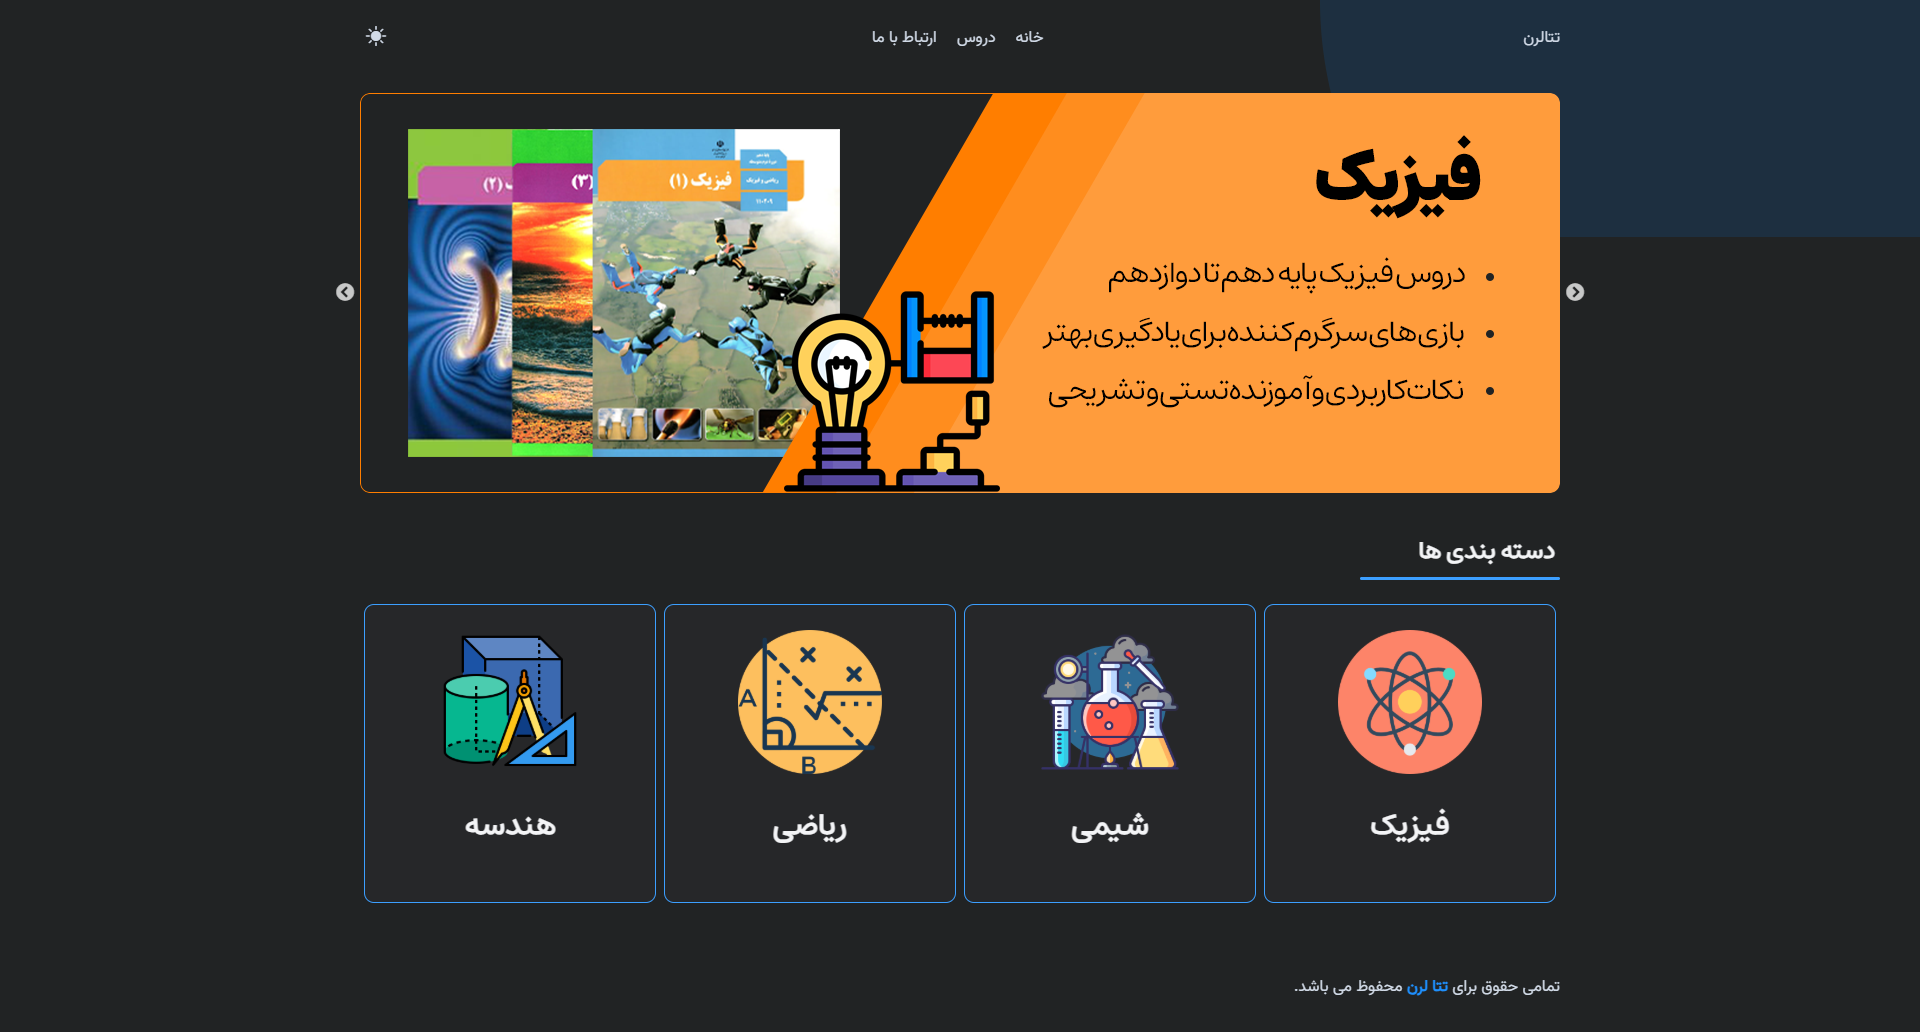 تتالرن
خانه
دروس
ارتباط با ما
فیزیک
دروس فیزیک پایه دهم تا دوازدهم
بازی‌های سرگرم‌کننده برای یادگیری بهتر
نکات کاربردی و آموزنده تستی و تشریحی
فیزیک (۱)
ریاضی و فیزیک
(۳)
ک (۲)
دسته بندی ها
فیزیک
شیمی
A
B
ریاضی
هندسه
تمامی حقوق برای تتا لرن محفوظ می باشد.